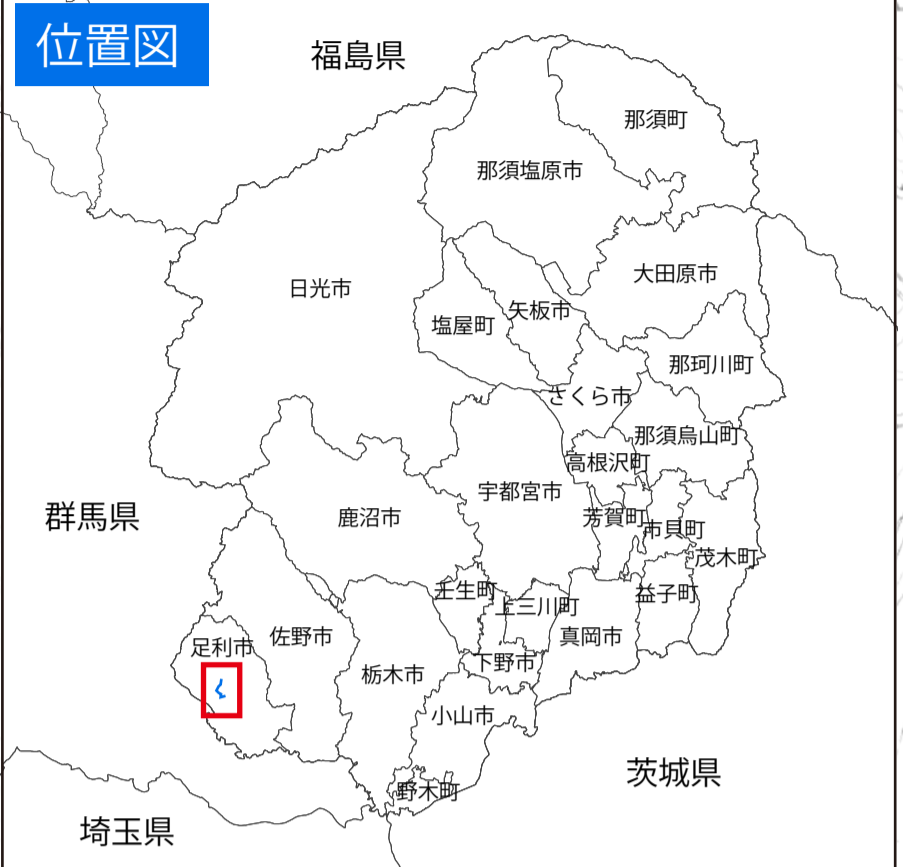 位置図
福島県
那須町
那須塩原市
大田原市
日光市
矢板市
塩屋町
那珂川町
さくら市
那須烏山町
高根沢町
宇都宮市
鹿沼市
芳賀町
市貝町
群馬県
茂木町
壬生町
益子町
上三川町
佐野市
真岡市
足利市
下野市
栃木市
小山市
茨城県
野木町
埼玉県